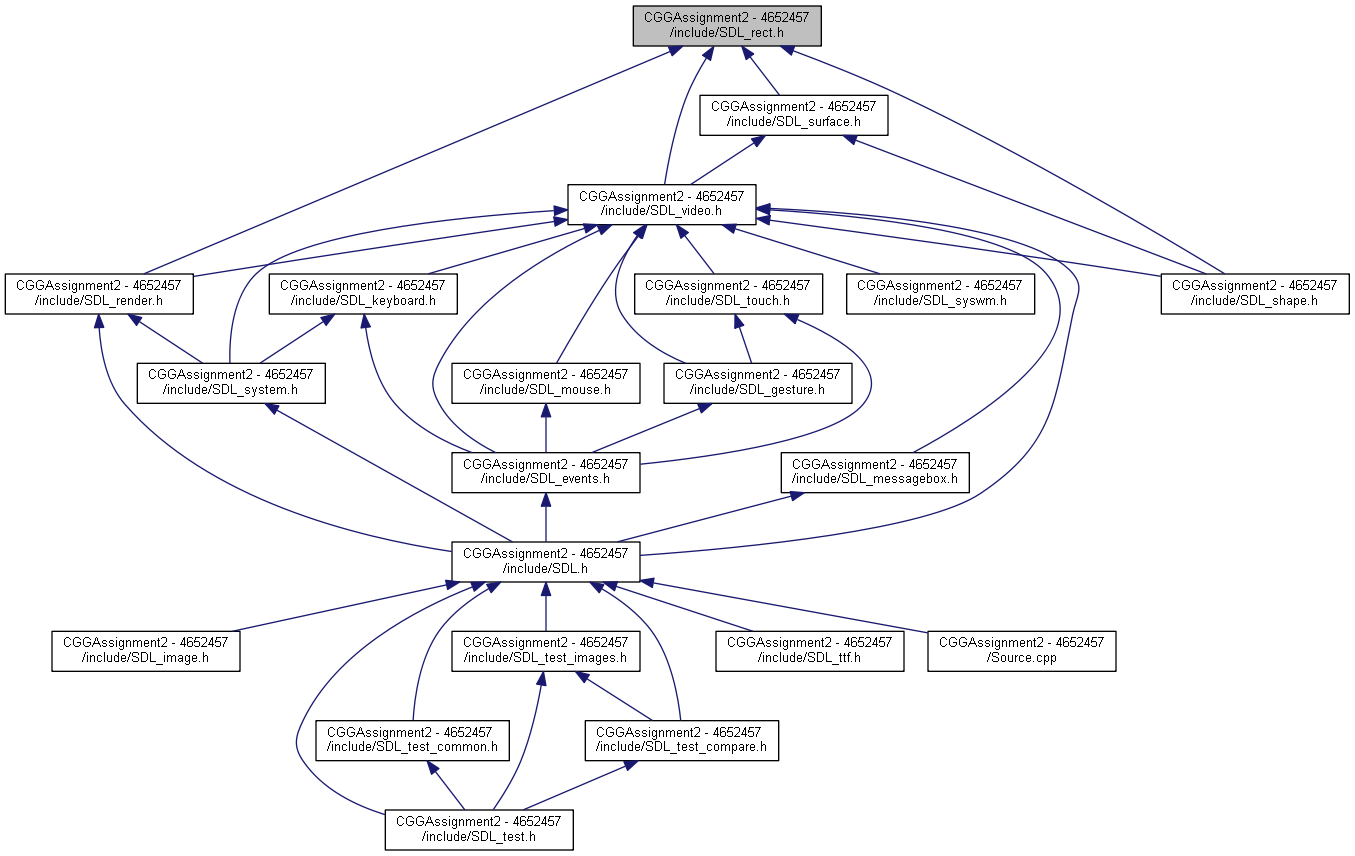 CGGAssignment2 - 4652457
/include/SDL_rect.h
CGGAssignment2 - 4652457
/include/SDL_surface.h
CGGAssignment2 - 4652457
/include/SDL_video.h
CGGAssignment2 - 4652457
/include/SDL_render.h
CGGAssignment2 - 4652457
/include/SDL_keyboard.h
CGGAssignment2 - 4652457
/include/SDL_touch.h
CGGAssignment2 - 4652457
/include/SDL_syswm.h
CGGAssignment2 - 4652457
/include/SDL_shape.h
CGGAssignment2 - 4652457
/include/SDL_system.h
CGGAssignment2 - 4652457
/include/SDL_mouse.h
CGGAssignment2 - 4652457
/include/SDL_gesture.h
CGGAssignment2 - 4652457
/include/SDL_events.h
CGGAssignment2 - 4652457
/include/SDL_messagebox.h
CGGAssignment2 - 4652457
/include/SDL.h
CGGAssignment2 - 4652457
/include/SDL_image.h
CGGAssignment2 - 4652457
/include/SDL_test_images.h
CGGAssignment2 - 4652457
/include/SDL_ttf.h
CGGAssignment2 - 4652457
/Source.cpp
CGGAssignment2 - 4652457
/include/SDL_test_common.h
CGGAssignment2 - 4652457
/include/SDL_test_compare.h
CGGAssignment2 - 4652457
/include/SDL_test.h